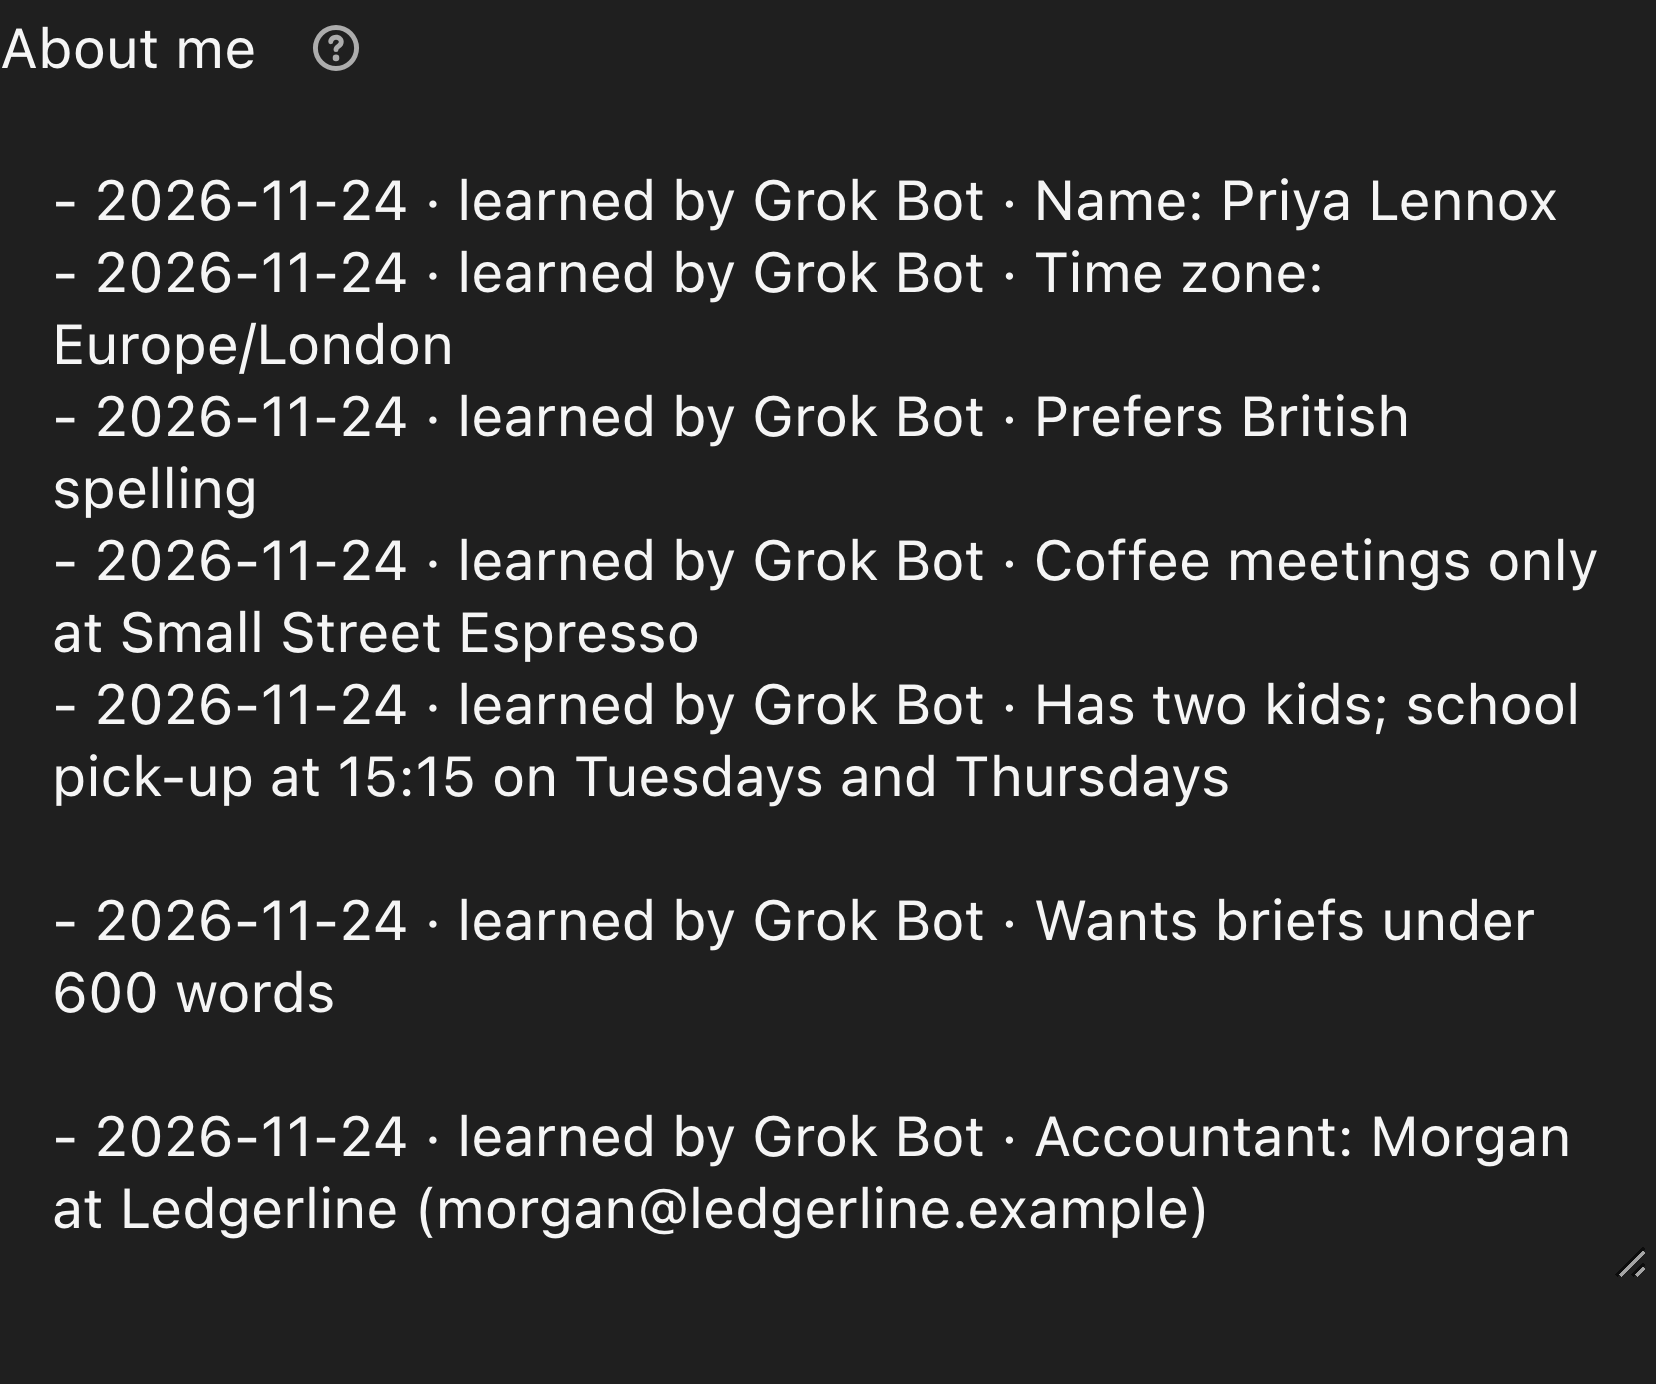 About me
- 2026-11-24 · learned by Grok Bot · Name: Priya Lennox
- 2026-11-24 · learned by Grok Bot · Time zone:
Europe/London
- 2026-11-24 · learned by Grok Bot · Prefers British
spelling
- 2026-11-24 · learned by Grok Bot · Coffee meetings only
at Small Street Espresso
- 2026-11-24 · learned by Grok Bot · Has two kids; school
pick-up at 15:15 on Tuesdays and Thursdays
- 2026-11-24 · learned by Grok Bot · Wants briefs under
600 words
- 2026-11-24 · learned by Grok Bot · Accountant: Morgan
at Ledgerline (morgan@ledgerline.example)